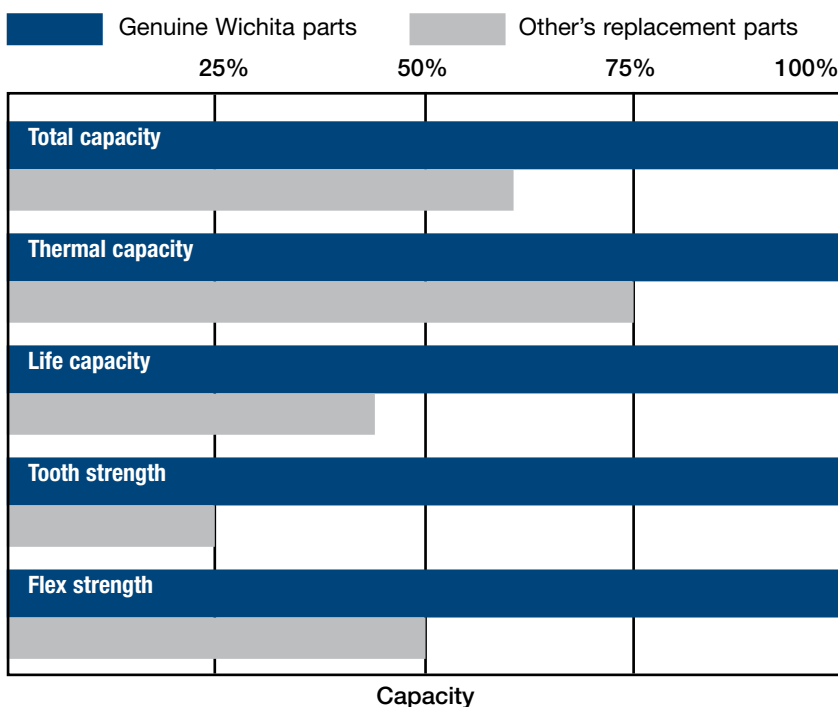 Genuine Wichita parts Other's replacement parts
25% 50% 75% 100%
Total capacity
Thermal capacity
Life capacity
Tooth strength
Flex strength
Capacity